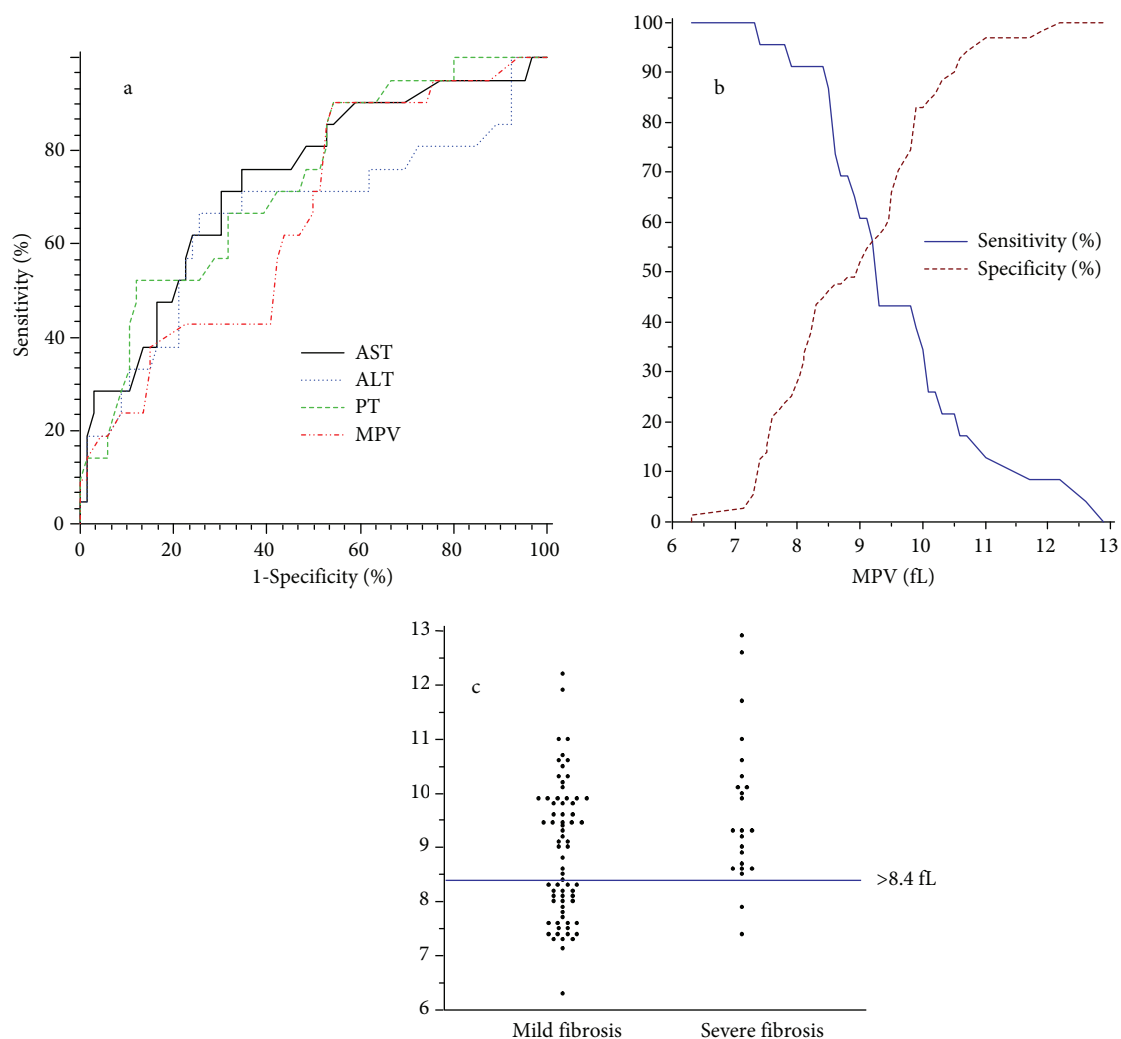 a
80
60
40
20
0
Sensitivity (%)
0 20 40 60 80 100
1-Specificity (%)
AST
ALT
PT
MPV
b
100
90
80
70
60
50
40
30
20
10
0
6 7 8 9 10 11 12 13
MPV (fL)
Sensitivity (%)
Specificity (%)
c
13
12
11
10
9
8
7
6
>8.4 fL
Mild fibrosis Severe fibrosis